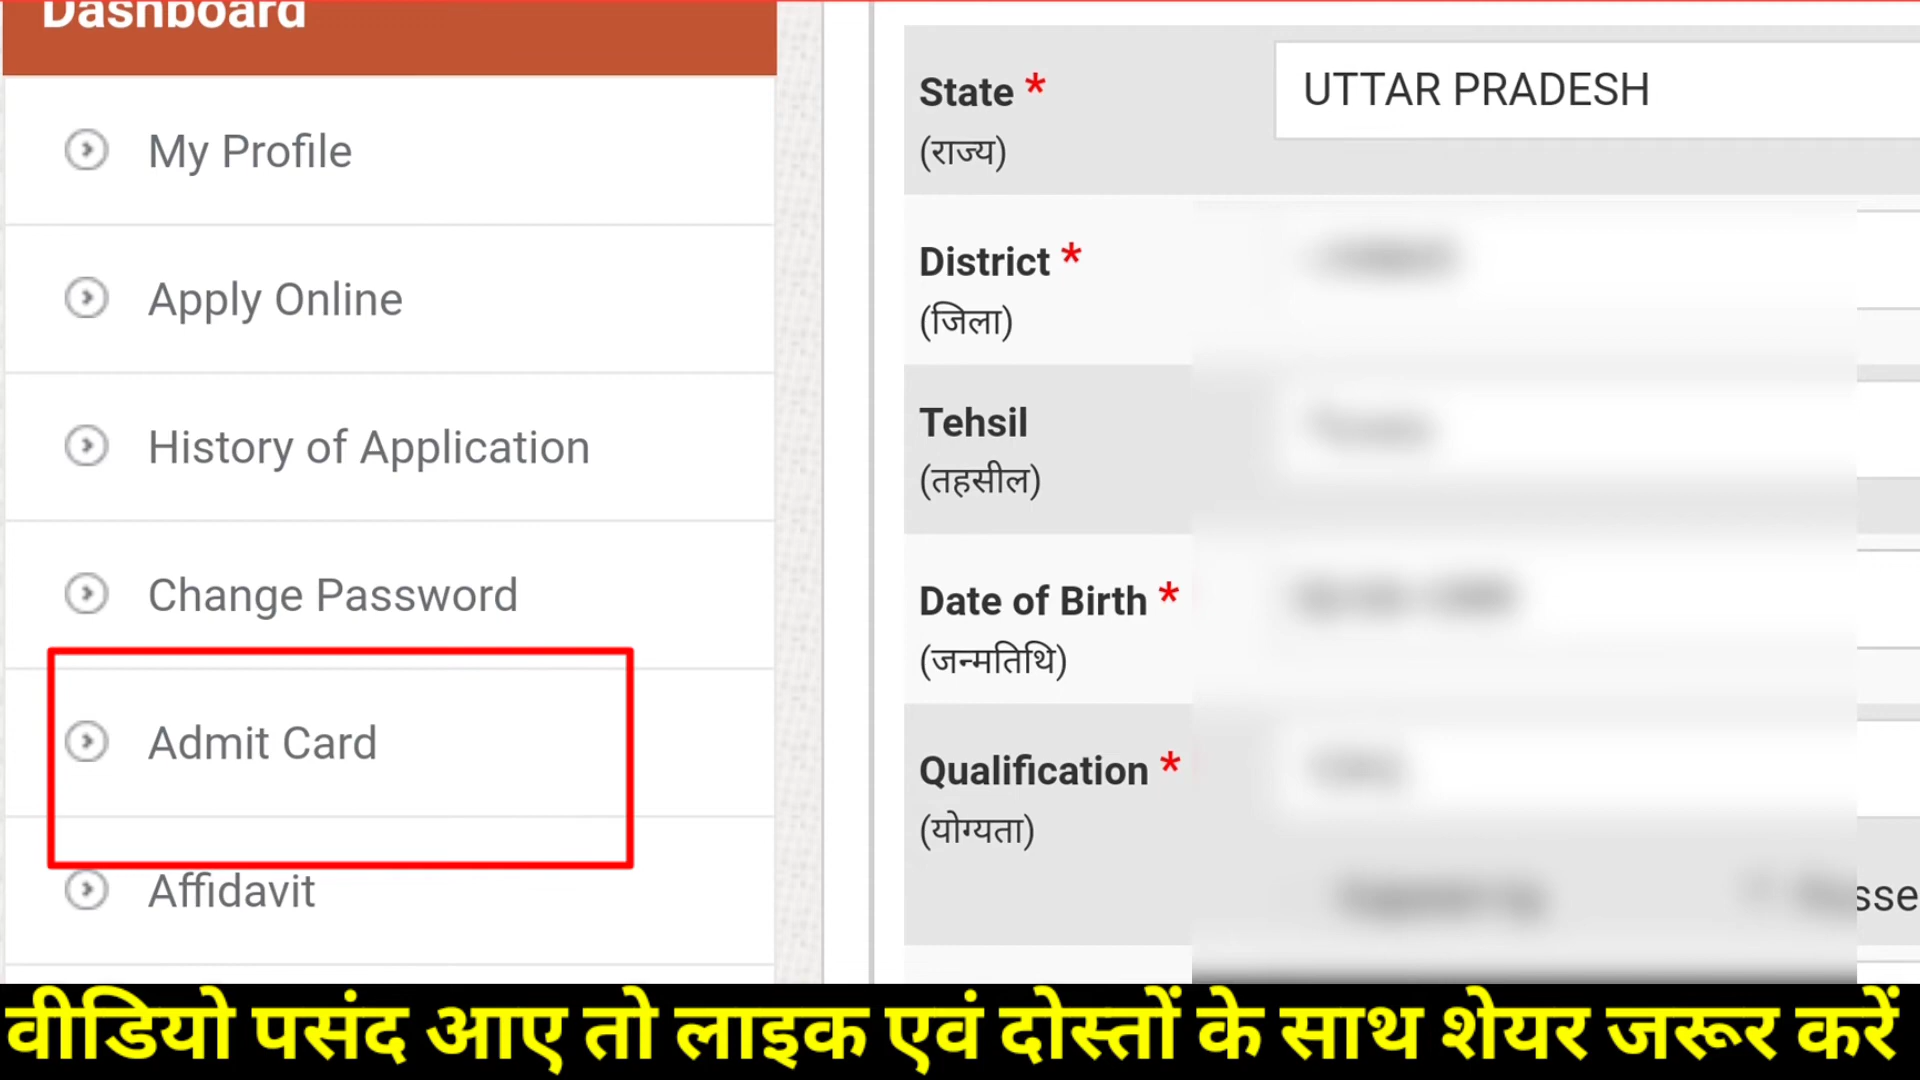 Dashboard
My Profile
Apply Online
History of Application
Change Password
Admit Card
Affidavit
State *
(राज्य)
UTTAR PRADESH
District *
(जिला)
Tehsil
(तहसील)
Date of Birth *
(जन्मतिथि)
Qualification *
(योग्यता)
वीडियो पसंद आए तो लाइक एवं दोस्तों के साथ शेयर जरूर करें